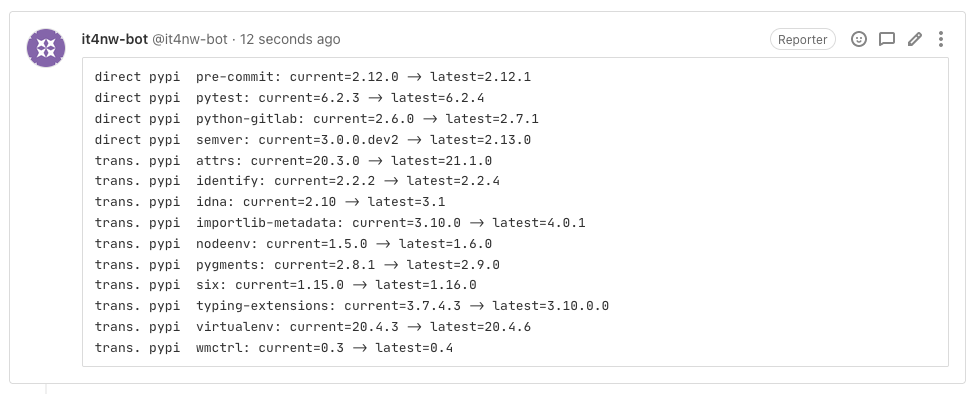 it4nw-bot @it4nw-bot · 12 seconds ago Reporter
direct pypi  pre-commit: current=2.12.0 → latest=2.12.1
direct pypi  pytest: current=6.2.3 → latest=6.2.4
direct pypi  python-gitlab: current=2.6.0 → latest=2.7.1
direct pypi  semver: current=3.0.0.dev2 → latest=2.13.0
trans. pypi  attrs: current=20.3.0 → latest=21.1.0
trans. pypi  identify: current=2.2.2 → latest=2.2.4
trans. pypi  idna: current=2.10 → latest=3.1
trans. pypi  importlib-metadata: current=3.10.0 → latest=4.0.1
trans. pypi  nodeenv: current=1.5.0 → latest=1.6.0
trans. pypi  pygments: current=2.8.1 → latest=2.9.0
trans. pypi  six: current=1.15.0 → latest=1.16.0
trans. pypi  typing-extensions: current=3.7.4.3 → latest=3.10.0.0
trans. pypi  virtualenv: current=20.4.3 → latest=20.4.6
trans. pypi  wmctrl: current=0.3 → latest=0.4